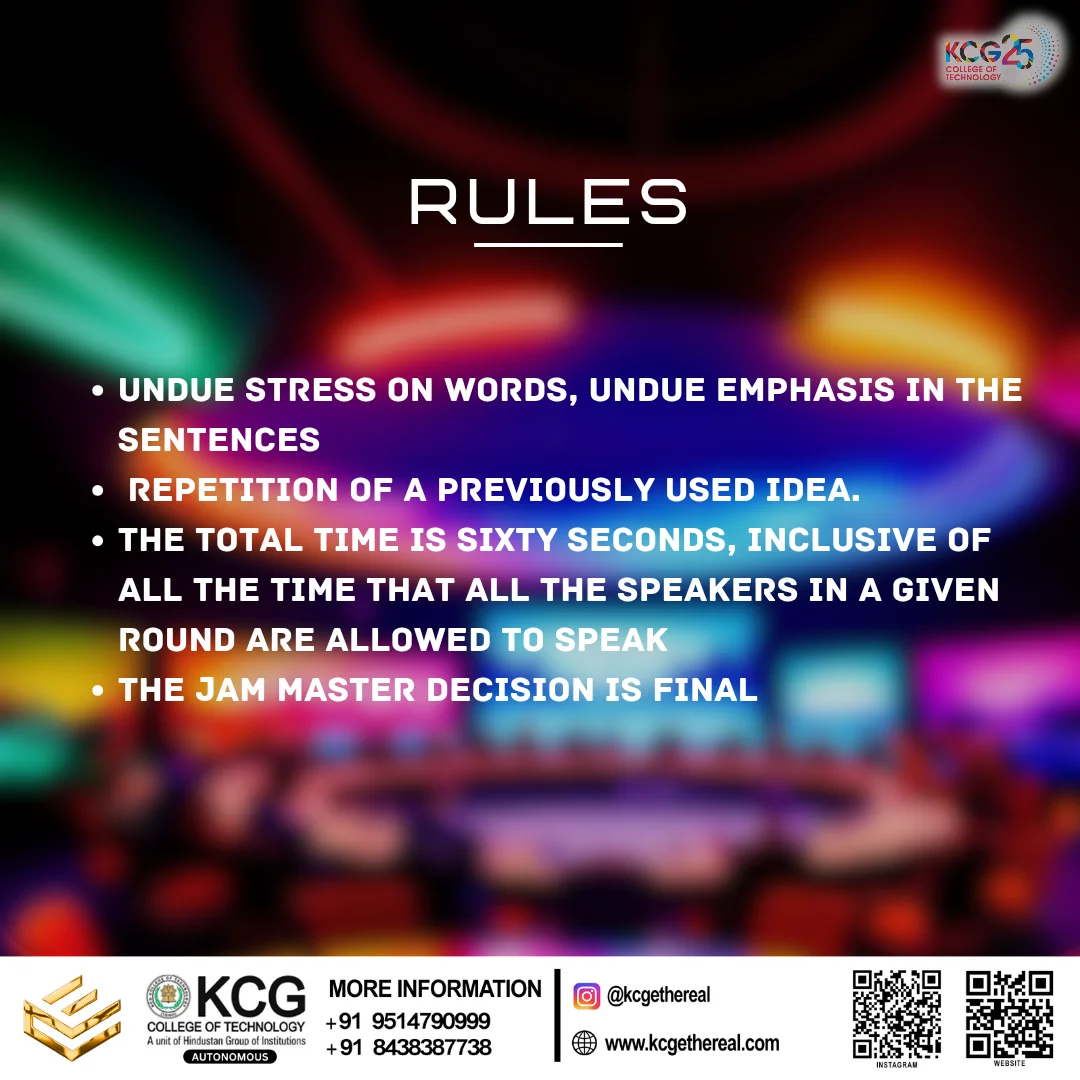 KCG25
COLLEGE OF
TECHNOLOGY
RULES
• UNDUE STRESS ON WORDS, UNDUE EMPHASIS IN THE
SENTENCES
• REPETITION OF A PREVIOUSLY USED IDEA.
• THE TOTAL TIME IS SIXTY SECONDS, INCLUSIVE OF
ALL THE TIME THAT ALL THE SPEAKERS IN A GIVEN
ROUND ARE ALLOWED TO SPEAK
• THE JAM MASTER DECISION IS FINAL
KCG
COLLEGE OF TECHNOLOGY
A unit of Hindustan Group of Institutions
AUTONOMOUS
MORE INFORMATION
+91 9514790999
+91 8438387738
@kcgethereal
www.kcgethereal.com
INSTAGRAM
WEBSITE